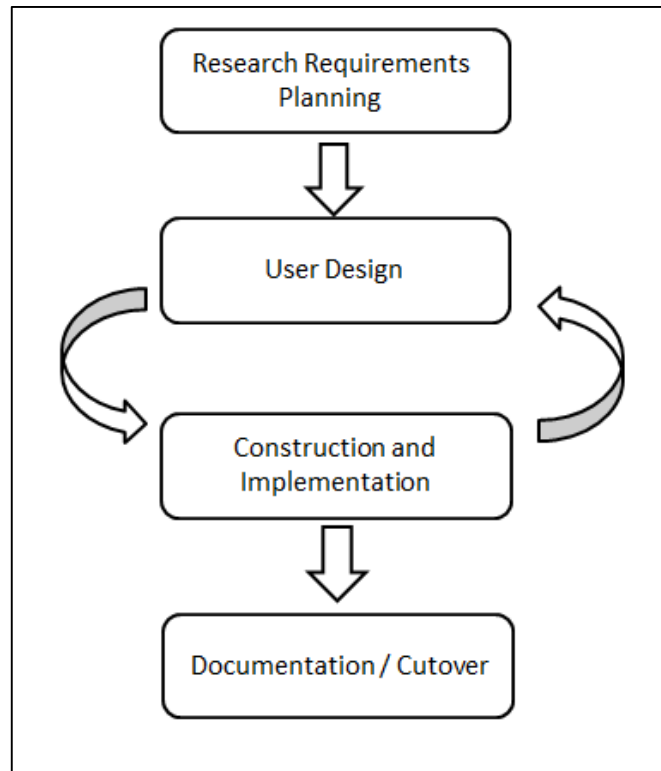 Research Requirements
Planning
User Design
Construction and
Implementation
Documentation / Cutover